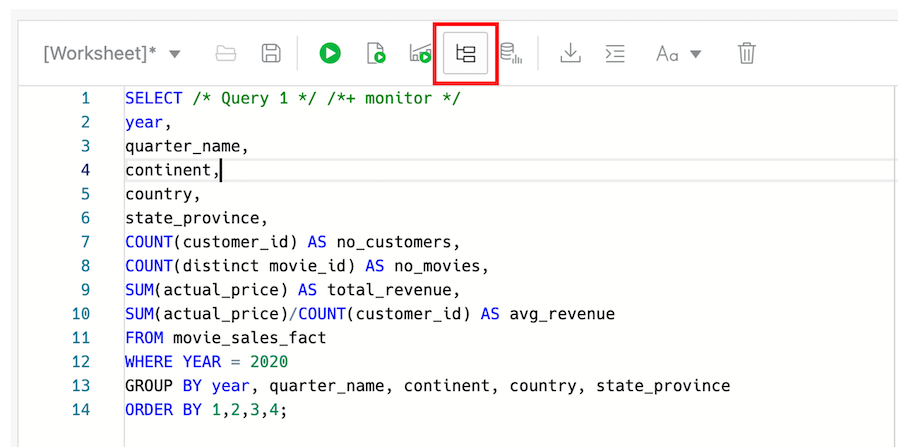 [Worksheet]*
Aa
1 SELECT /* Query 1 */ /*+ monitor */
2 year,
3 quarter_name,
4 continent,
5 country,
6 state_province,
7 COUNT(customer_id) AS no_customers,
8 COUNT(distinct movie_id) AS no_movies,
9 SUM(actual_price) AS total_revenue,
10 SUM(actual_price)/COUNT(customer_id) AS avg_revenue
11 FROM movie_sales_fact
12 WHERE YEAR = 2020
13 GROUP BY year, quarter_name, continent, country, state_province
14 ORDER BY 1,2,3,4;